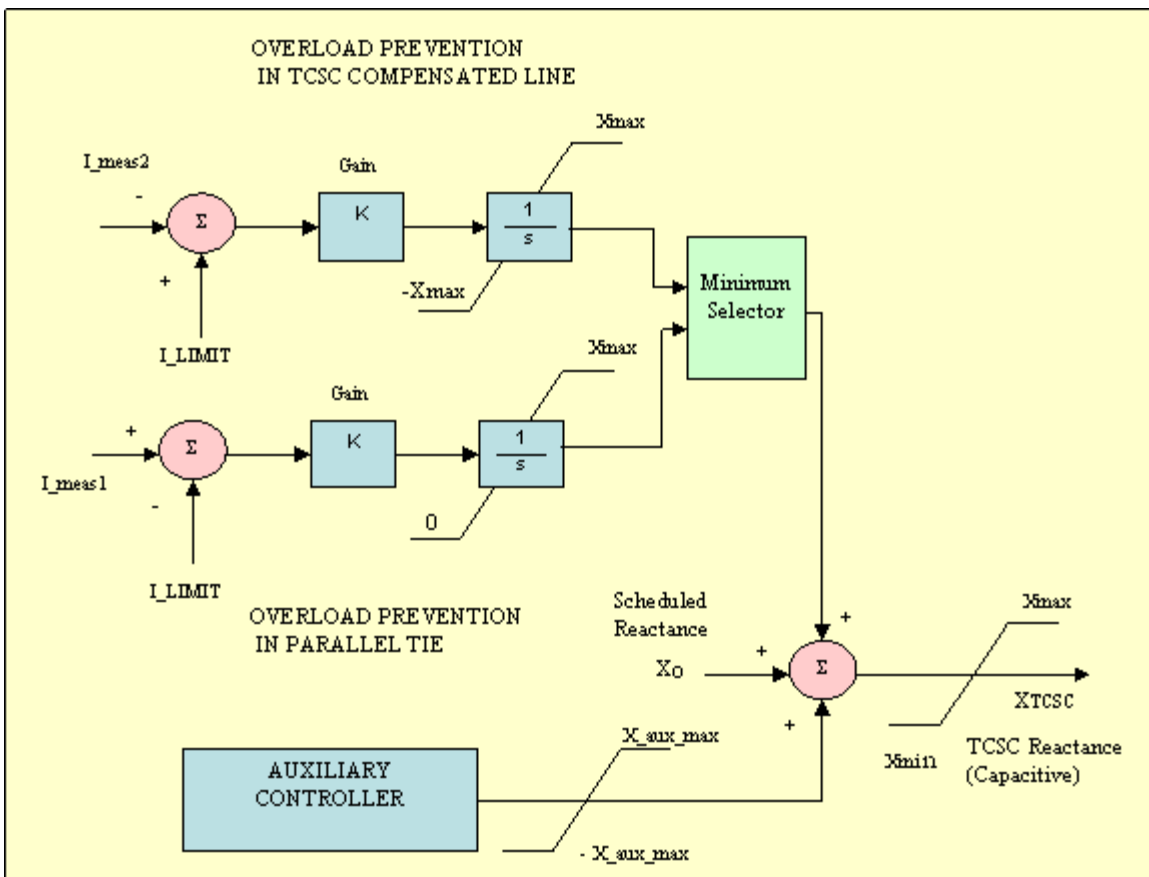 OVERLOAD PREVENTION
IN TCSC COMPENSATED LINE
Xmax
I_meas2
Gain
-
Σ
K
1
s
+
-Xmax
Minimum
Selector
I_LIMIT
Xmax
Gain
+
Σ
K
1
s
I_meas1
-
0
I_LIMIT
OVERLOAD PREVENTION
IN PARALLEL TIE
Scheduled
Reactance
+
Xmax
+
Xo
Σ
XTCSC
+
X_aux_max
Xmin
TCSC Reactance
(Capacitive)
AUXILIARY
CONTROLLER
- X_aux_max